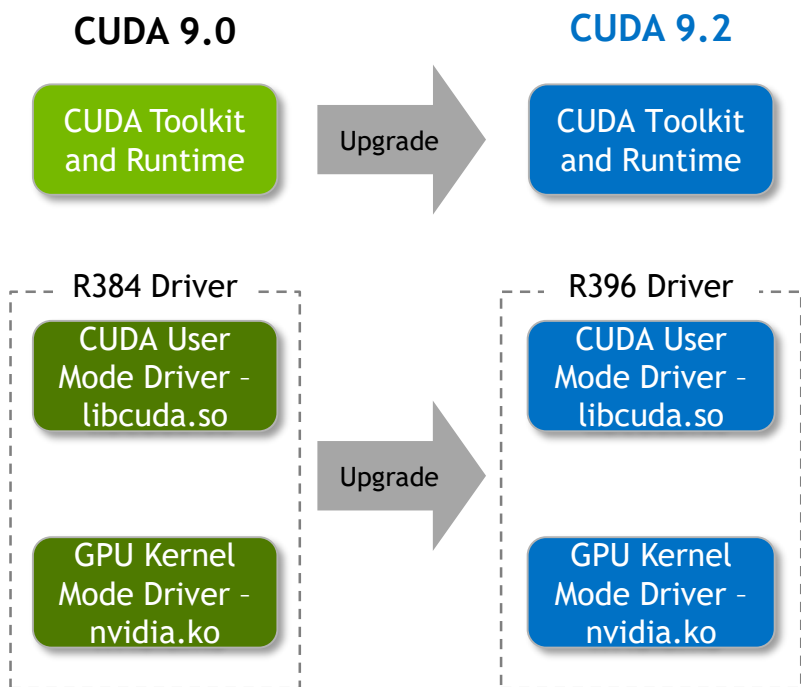 CUDA 9.0
CUDA 9.2
CUDA Toolkit
and Runtime
Upgrade
CUDA Toolkit
and Runtime
R384 Driver
R396 Driver
CUDA User
Mode Driver –
libcuda.so
CUDA User
Mode Driver –
libcuda.so
Upgrade
GPU Kernel
Mode Driver –
nvidia.ko
GPU Kernel
Mode Driver –
nvidia.ko